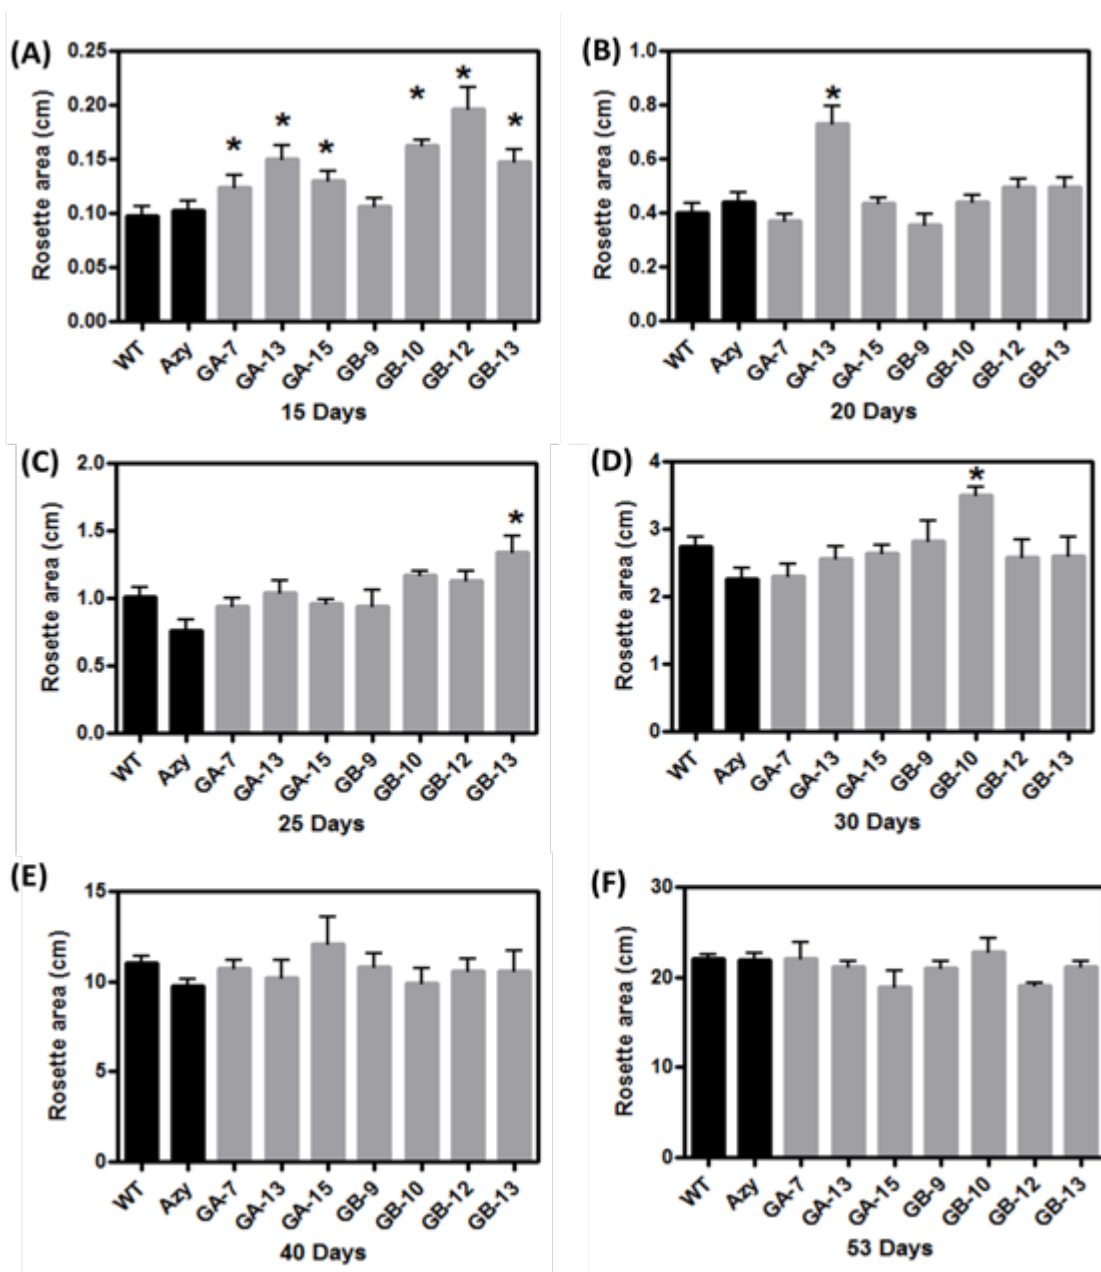 (A)
Rosette area (cm)
0.25
0.20
0.15
0.10
0.05
0.00
* * * * * *
WT Azy GA-7 GA-13 GA-15 GB-9 GB-10 GB-12 GB-13
15 Days
(B)
Rosette area (cm)
1.0
0.8
0.6
0.4
0.2
0.0
*
WT Azy GA-7 GA-13 GA-15 GB-9 GB-10 GB-12 GB-13
20 Days
(C)
Rosette area (cm)
2.0
1.5
1.0
0.5
0.0
*
WT Azy GA-7 GA-13 GA-15 GB-9 GB-10 GB-12 GB-13
25 Days
(D)
Rosette area (cm)
4
3
2
1
0
*
WT Azy GA-7 GA-13 GA-15 GB-9 GB-10 GB-12 GB-13
30 Days
(E)
Rosette area (cm)
15
10
5
0
WT Azy GA-7 GA-13 GA-15 GB-9 GB-10 GB-12 GB-13
40 Days
(F)
Rosette area (cm)
30
20
10
0
WT Azy GA-7 GA-13 GA-15 GB-9 GB-10 GB-12 GB-13
53 Days